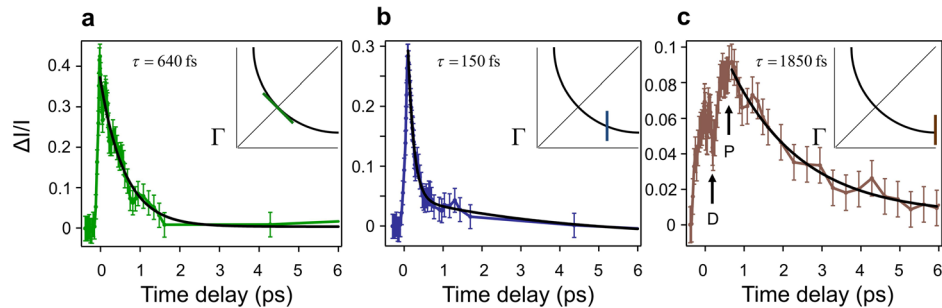 a
b
c
ΔI/I
0.4
0.3
0.2
0.1
0
τ = 640 fs
Γ
0 1 2 3 4 5 6
Time delay (ps)
0.3
0.2
0.1
0
τ = 150 fs
Γ
0 1 2 3 4 5 6
Time delay (ps)
0.1
0.08
0.06
0.04
0.02
0
τ = 1850 fs
Γ
P
D
0 1 2 3 4 5 6
Time delay (ps)